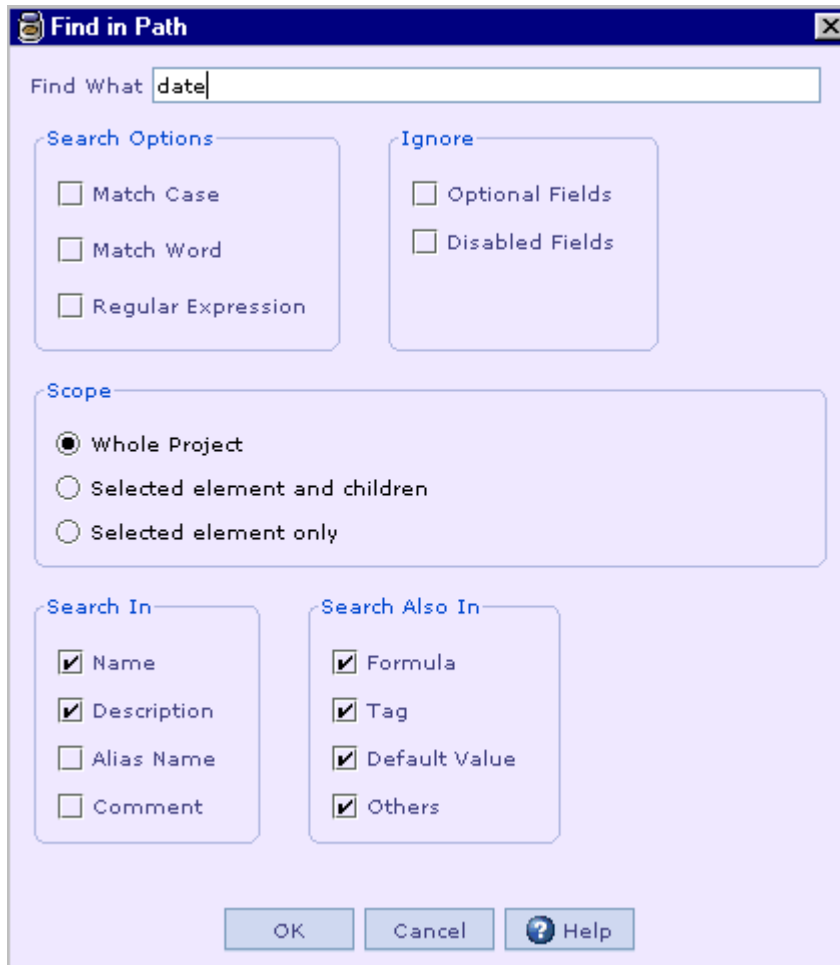 Find in Path
Find What date
Search Options
Match Case
Match Word
Regular Expression
Ignore
Optional Fields
Disabled Fields
Scope
Whole Project
Selected element and children
Selected element only
Search In
Name
Description
Alias Name
Comment
Search Also In
Formula
Tag
Default Value
Others
OK Cancel Help